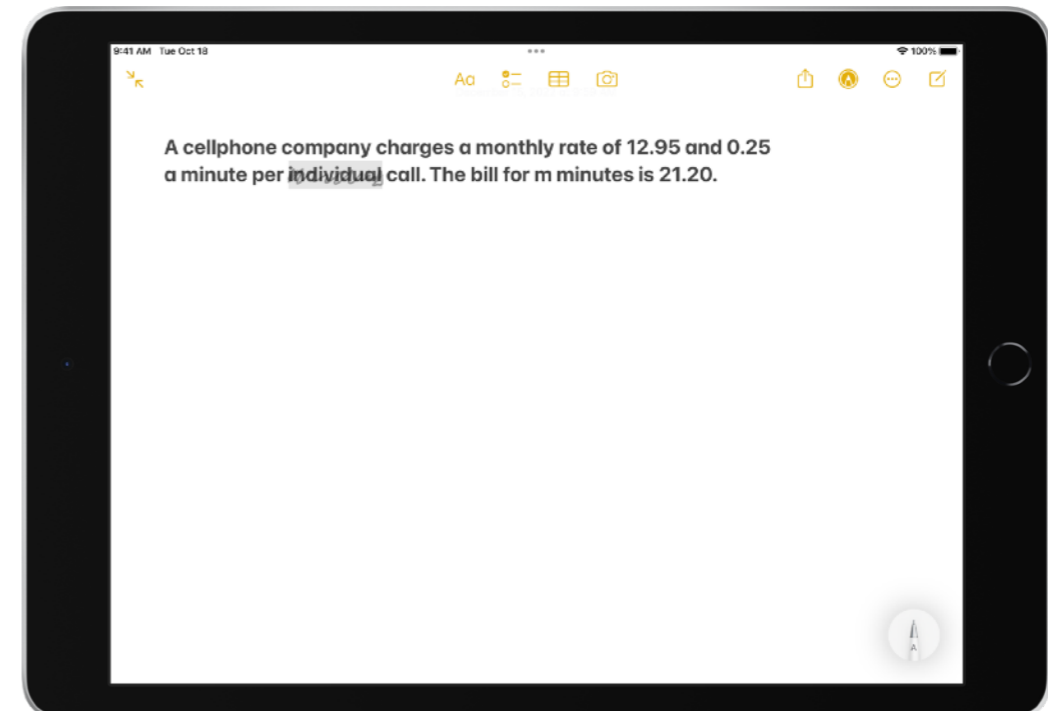 9:41 AM Tue Oct 18
100%
Aa
A cellphone company charges a monthly rate of 12.95 and 0.25
a minute per individual call. The bill for m minutes is 21.20.
A